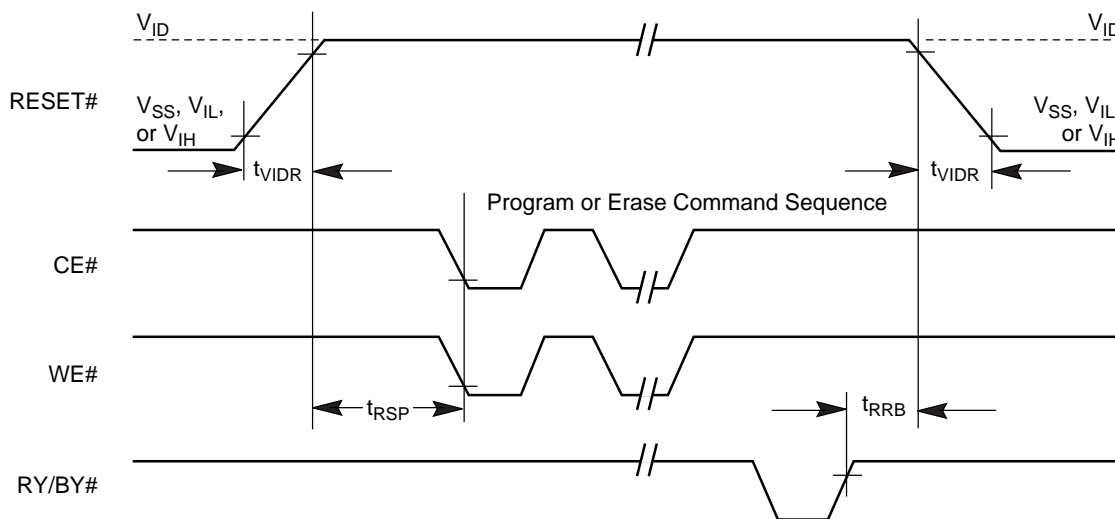 V_ID
V_ID
RESET#
V_SS, V_IL,
or V_IH
V_SS, V_IL
or V_IH
t_VIDR
t_VIDR
Program or Erase Command Sequence
CE#
WE#
t_RSP
t_RRB
RY/BY#